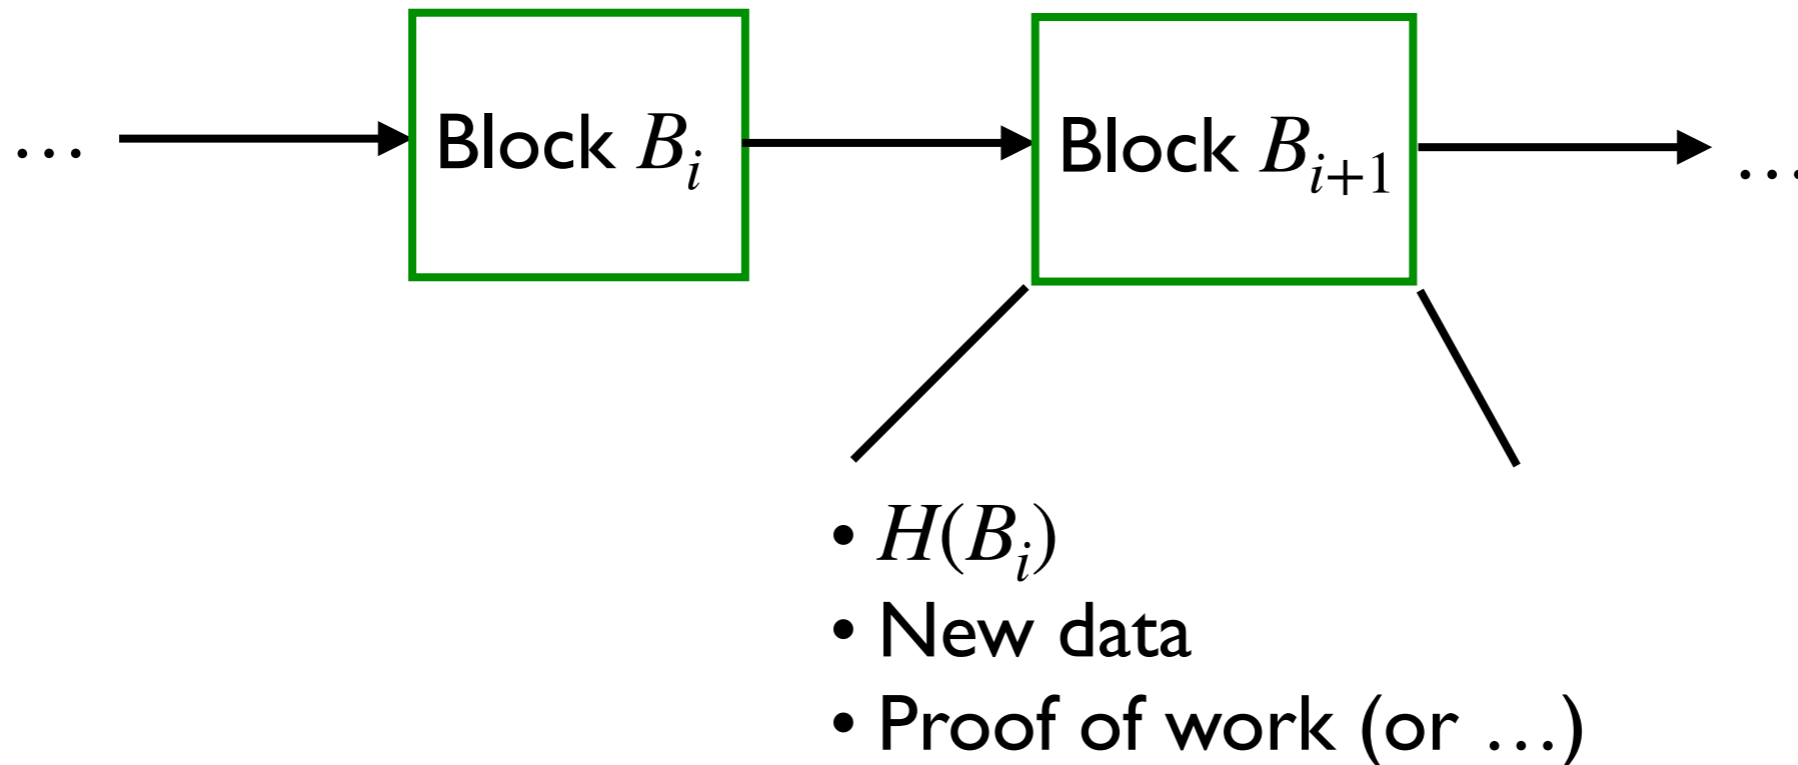 … Block $B_i$ Block $B_{i+1}$ …
• $H(B_i)$
• New data
• Proof of work (or …)